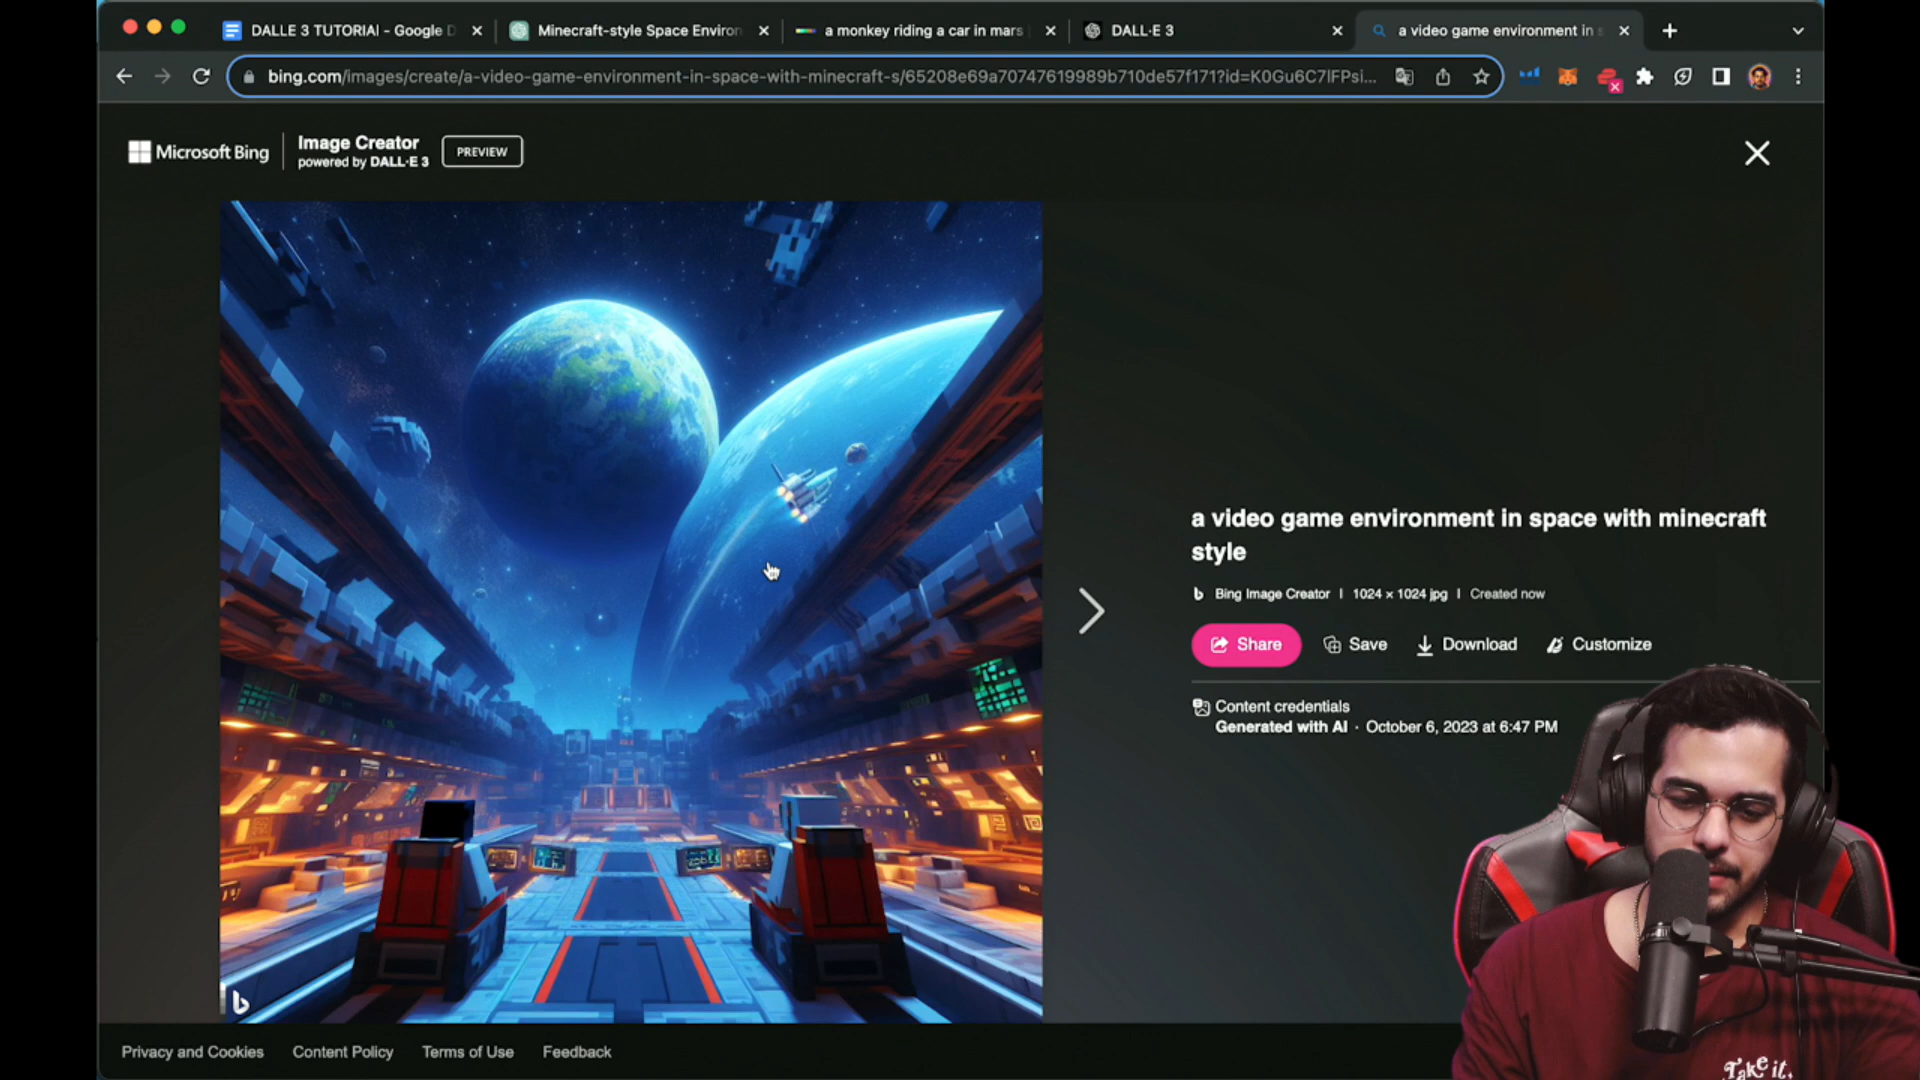 DALLE 3 TUTORIAl - Google D
Minecraft-style Space Environ
a monkey riding a car in mars
DALL·E 3
a video game environment in s
bing.com/images/create/a-video-game-environment-in-space-with-minecraft-s/65208e69a70747619989b710de57f171?id=K0Gu6C7lFPsi...
Microsoft Bing
Image Creator
powered by DALL·E 3
PREVIEW
a video game environment in space with minecraft
style
Bing Image Creator | 1024 × 1024 jpg | Created now
Share Save Download Customize
Content credentials
Generated with AI · October 6, 2023 at 6:47 PM
Privacy and Cookies Content Policy Terms of Use Feedback
Take it.